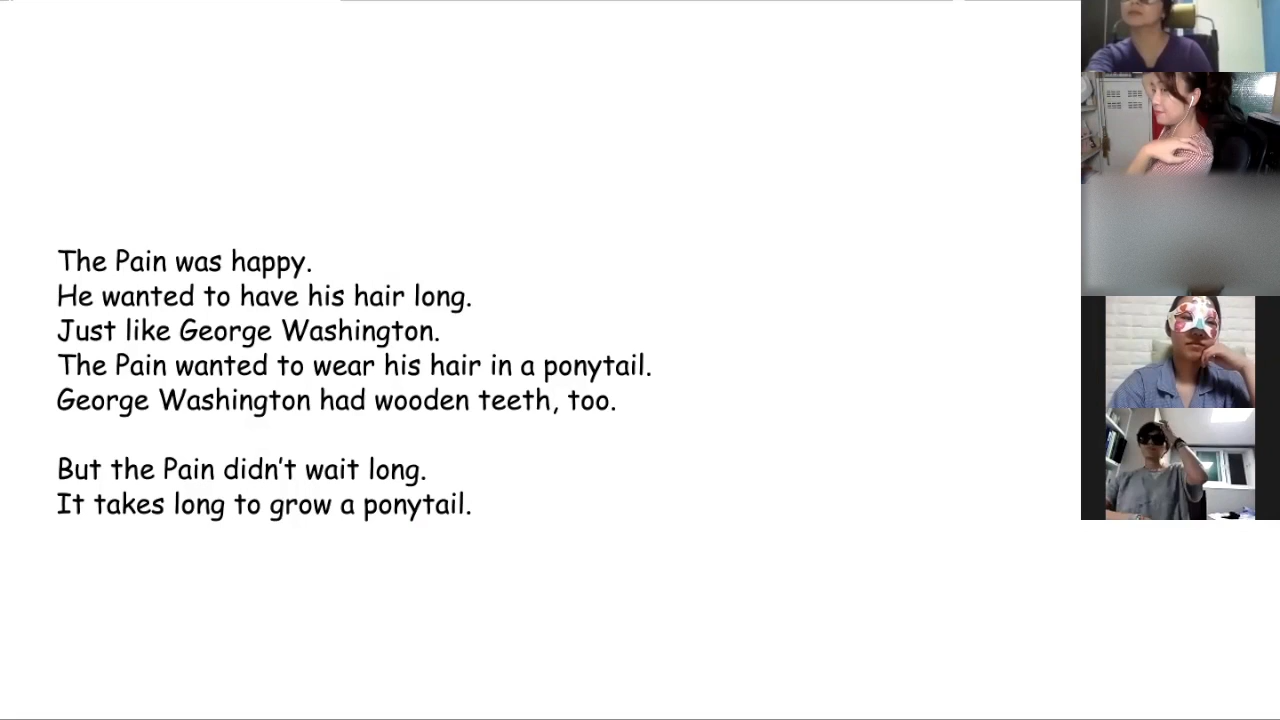 The Pain was happy.
He wanted to have his hair long.
Just like George Washington.
The Pain wanted to wear his hair in a ponytail.
George Washington had wooden teeth, too.
But the Pain didn't wait long.
It takes long to grow a ponytail.